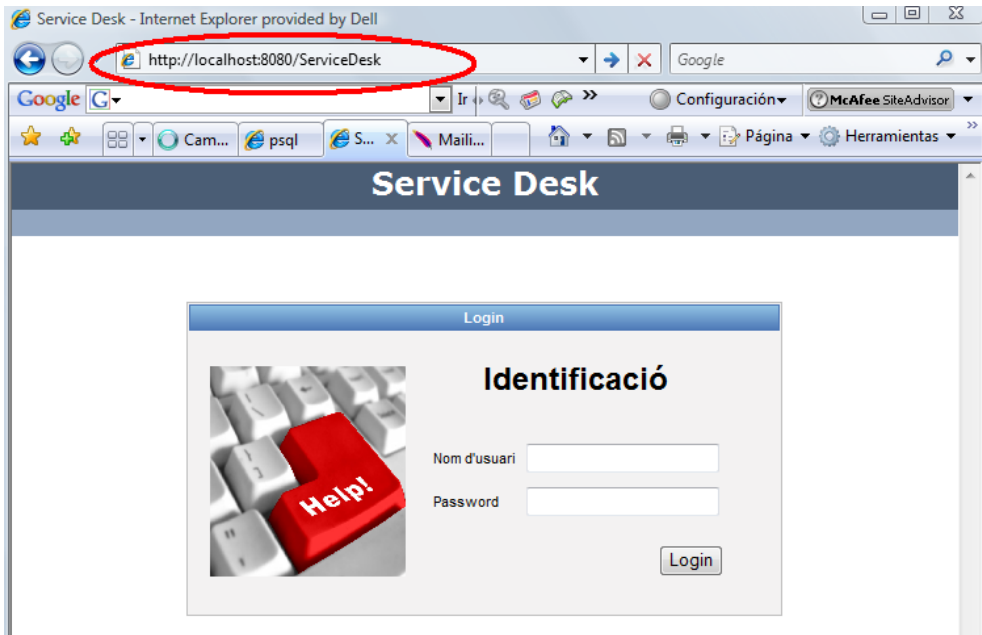 Service Desk - Internet Explorer provided by Dell
http://localhost:8080/ServiceDesk
Google
Google G Ir » Configuración McAfee SiteAdvisor
Cam... psql S... X Maili... Página Herramientas »
Service Desk
Login
Identificació
Nom d'usuari
Help!
Password
Login